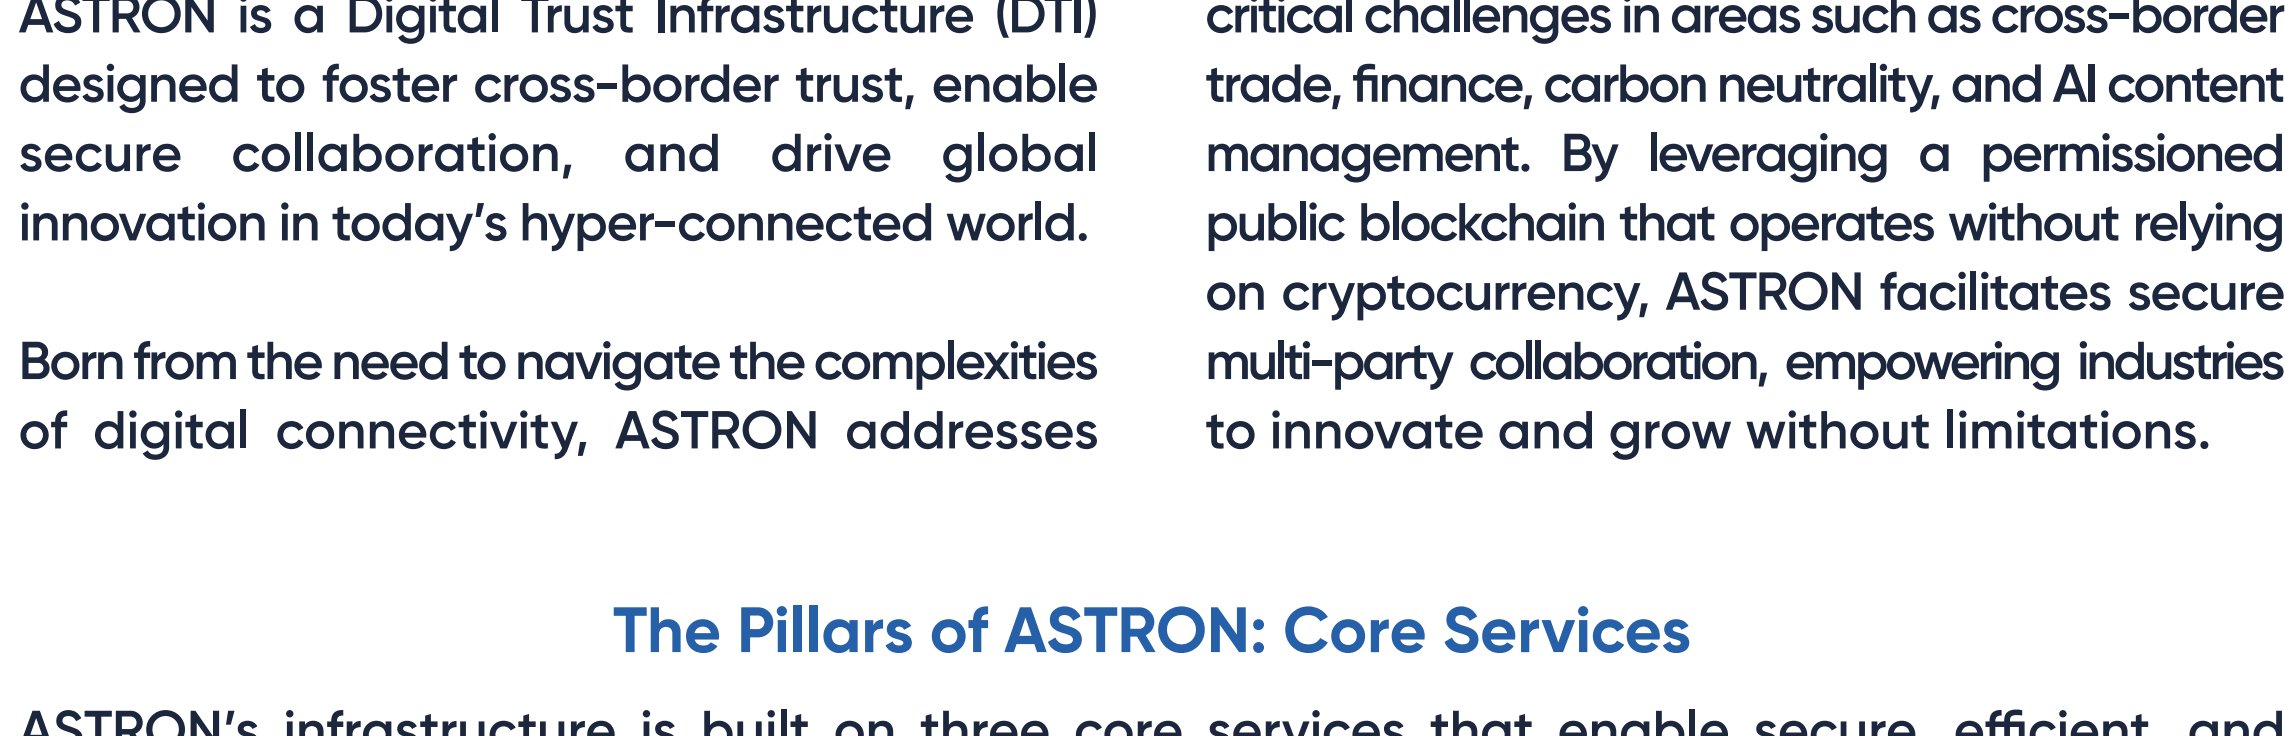 ASTRON is a Digital Trust Infrastructure (DTI)
designed to foster cross-border trust, enable
secure collaboration, and drive global
innovation in today’s hyper-connected world.
Born from the need to navigate the complexities
of digital connectivity, ASTRON addresses
critical challenges in areas such as cross-border
trade, finance, carbon neutrality, and AI content
management. By leveraging a permissioned
public blockchain that operates without relying
on cryptocurrency, ASTRON facilitates secure
multi-party collaboration, empowering industries
to innovate and grow without limitations.
The Pillars of ASTRON: Core Services
ASTRON’s infrastructure is built on three core services that enable secure, efficient, and